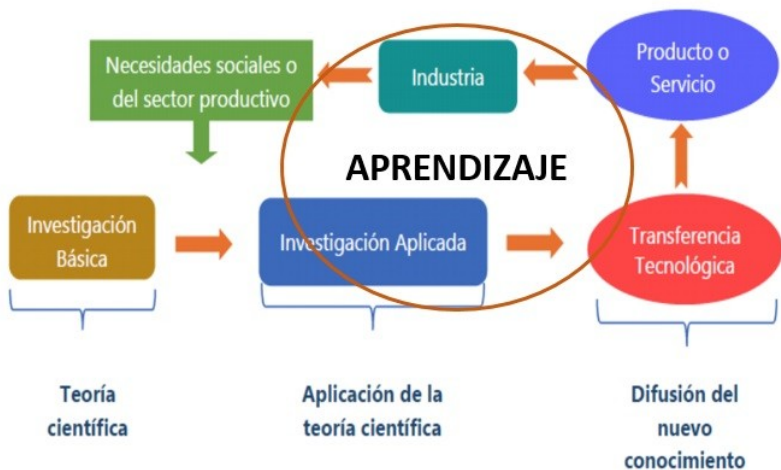 Necesidades sociales o
del sector productivo
Industria
Producto o
Servicio
APRENDIZAJE
Investigación
Básica
Investigación Aplicada
Transferencia
Tecnológica
Teoría
científica
Aplicación de la
teoría científica
Difusión del
nuevo
conocimiento